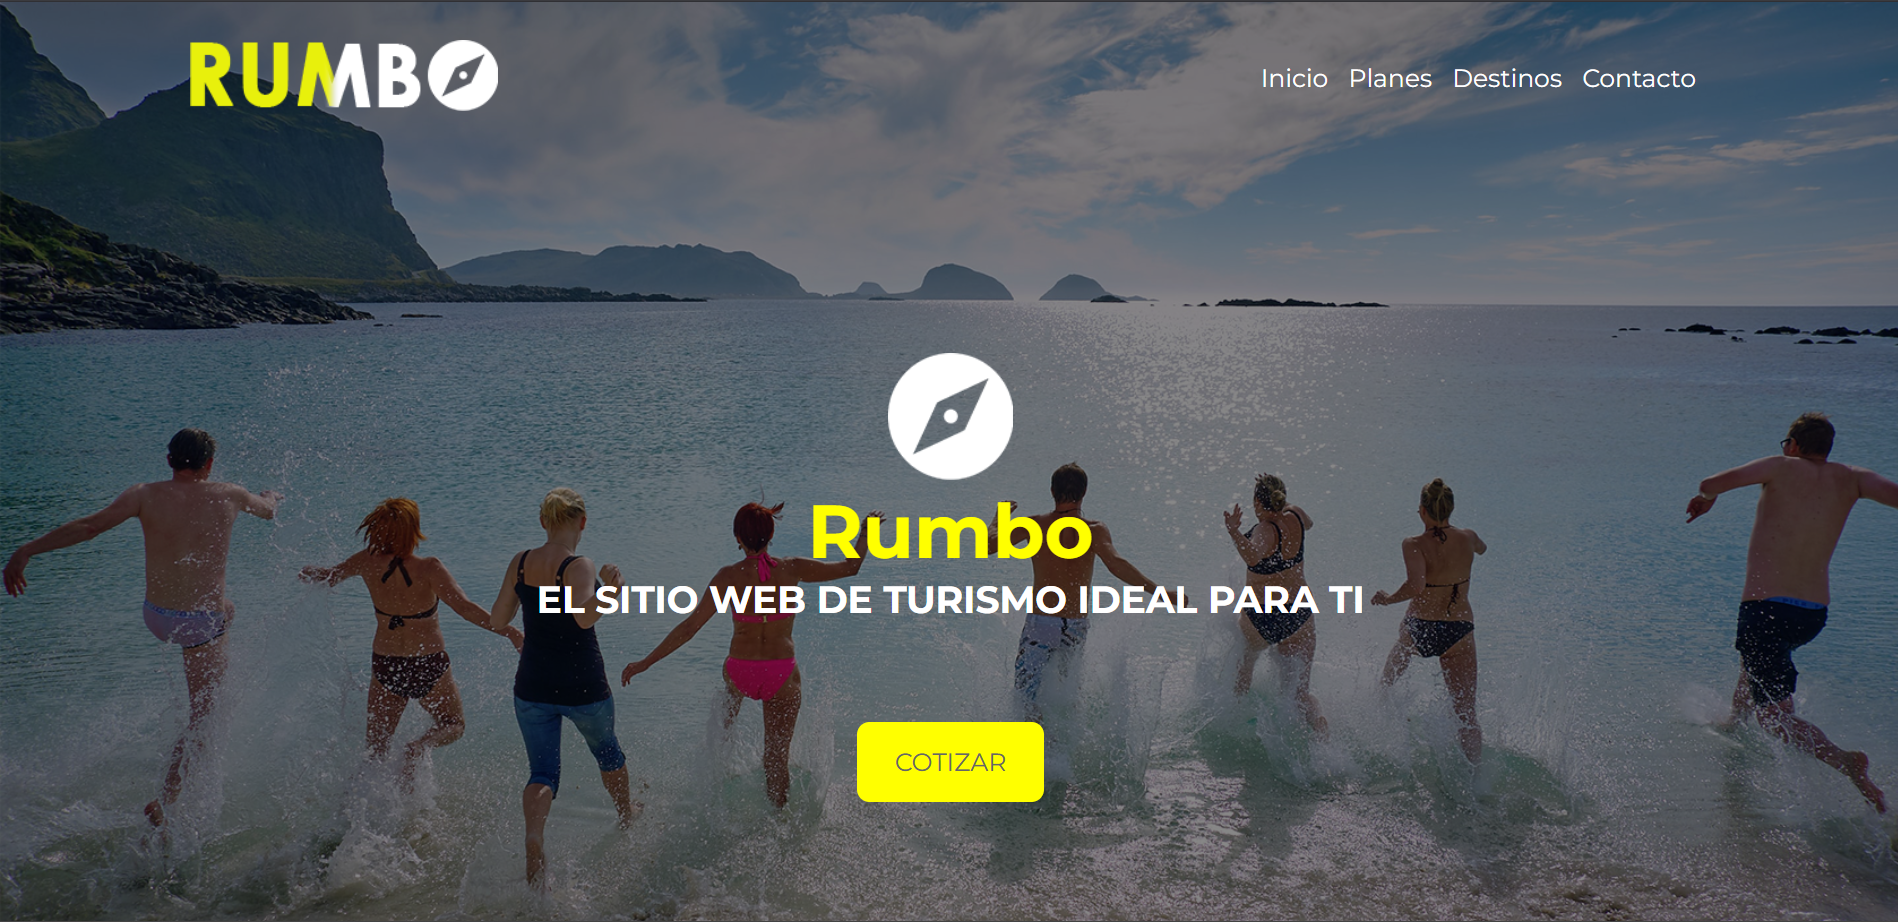 RUMBO
Inicio Planes Destinos Contacto
Rumbo
EL SITIO WEB DE TURISMO IDEAL PARA TI
COTIZAR